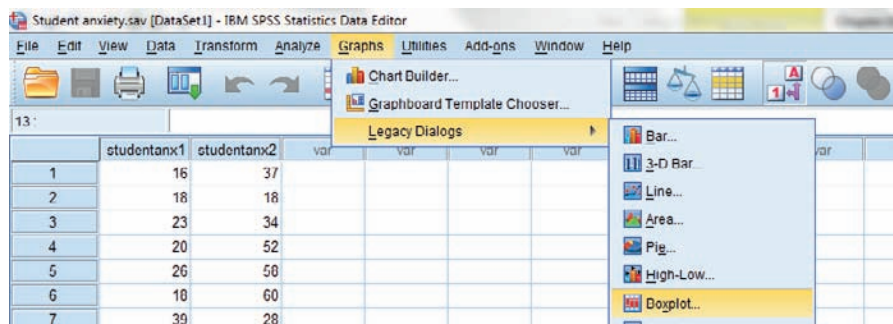 Student anxiety.sav [DataSet1] - IBM SPSS Statistics Data Editor
File Edit View Data Transform Analyze Graphs Utilities Add-ons Window Help
Chart Builder...
Graphboard Template Chooser...
A
1
13 :
Legacy Dialogs
Bar...
studentanx1 studentanx2 var var var var var
3-D Bar...
1 16 37
Line...
2 18 18
Area...
3 23 34
Pie...
4 20 52
High-Low...
5 26 58
Boxplot...
6 18 60
7 39 28